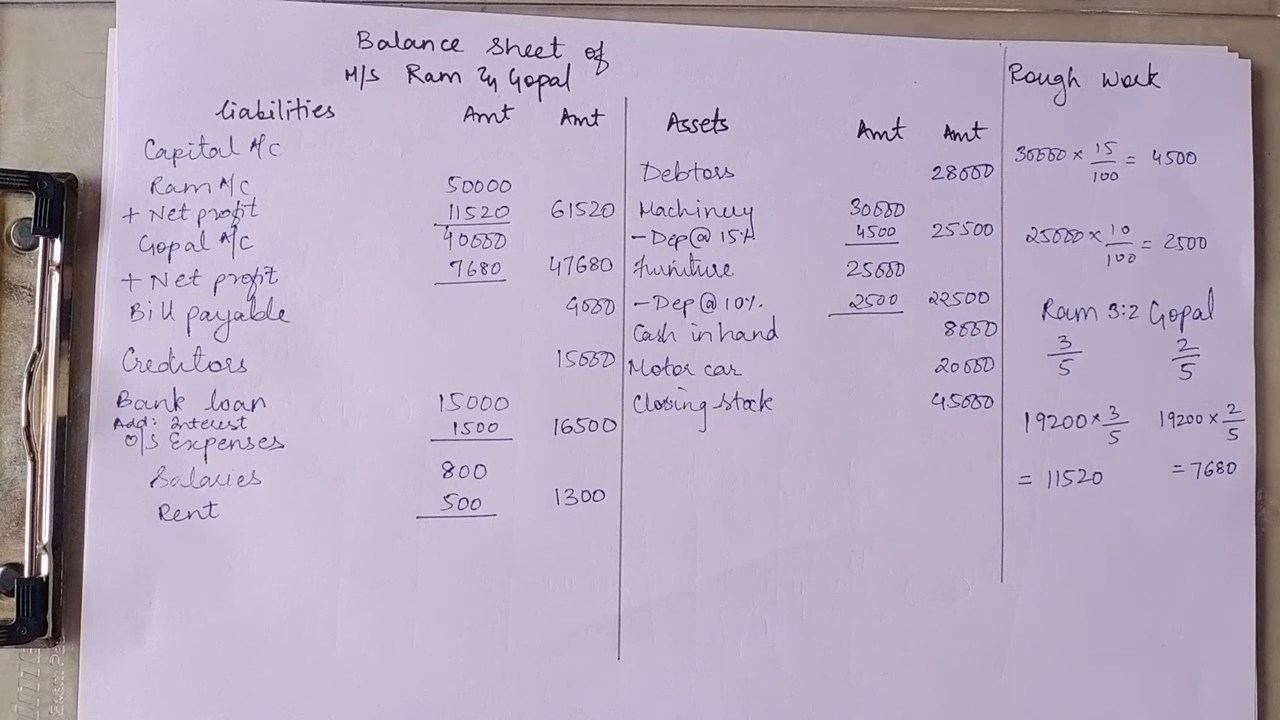 Balance sheet of
M/S Ram & Gopal
Liabilities Amt Amt
Capital A/c
Ram A/c 50000
+ Net profit 11520 61520
Gopal A/c 40000
+ Net profit 7680 47680
Bill payable 9000
Creditors 15000
Bank loan 15000
Add: Interest 1500 16500
O/S Expenses
Salaries 800
Rent 500 1300
Assets Amt Amt
Debtors 28000
Machinery 30000
- Dep @ 15% 4500 25500
furniture 25000
- Dep @ 10% 2500 22500
Cash in hand 8000
Motor car 20000
Closing stock 45000
Rough work
30000 × 15/100 = 4500
25000 × 10/100 = 2500
Ram 3:2 Gopal
3/5 2/5
19200 × 3/5 19200 × 2/5
= 11520 = 7680